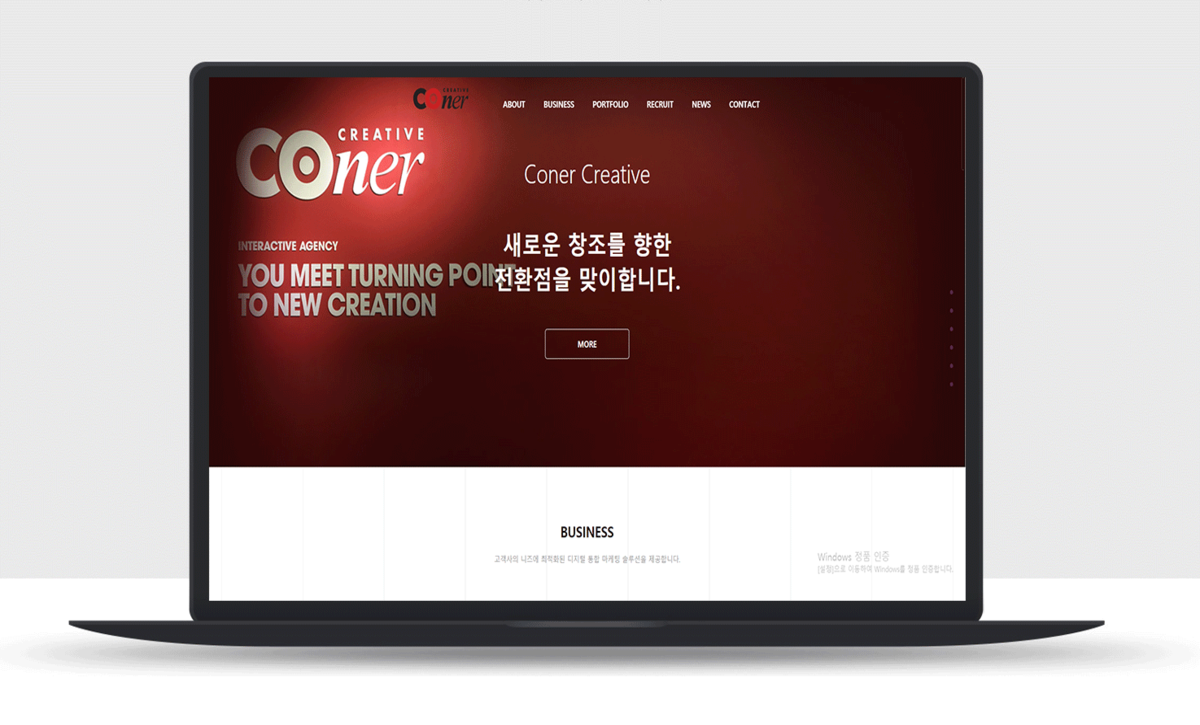 CREATIVE
Coner
ABOUT BUSINESS PORTFOLIO RECRUIT NEWS CONTACT
CREATIVE
COner
Coner Creative
INTERACTIVE AGENCY
YOU MEET TURNING POINT
TO NEW CREATION
새로운 창조를 향한
전환점을 맞이합니다.
MORE
BUSINESS
고객사의 니즈에 최적화된 디지털 통합 마케팅 솔루션을 제공합니다.
Windows 정품 인증
[설정]으로 이동하여 Windows를 정품 인증합니다.